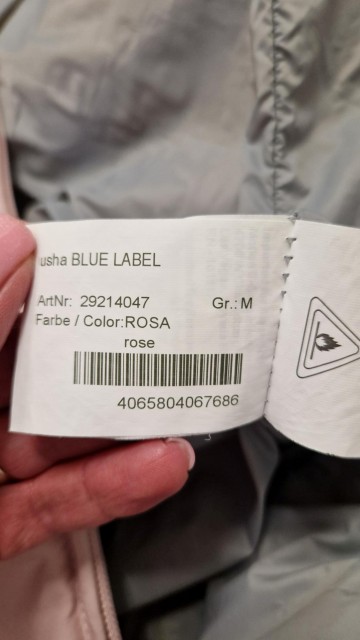 usha BLUE LABEL
ArtNr: 29214047 Gr.: M
Farbe / Color:ROSA
rose
4065804067686